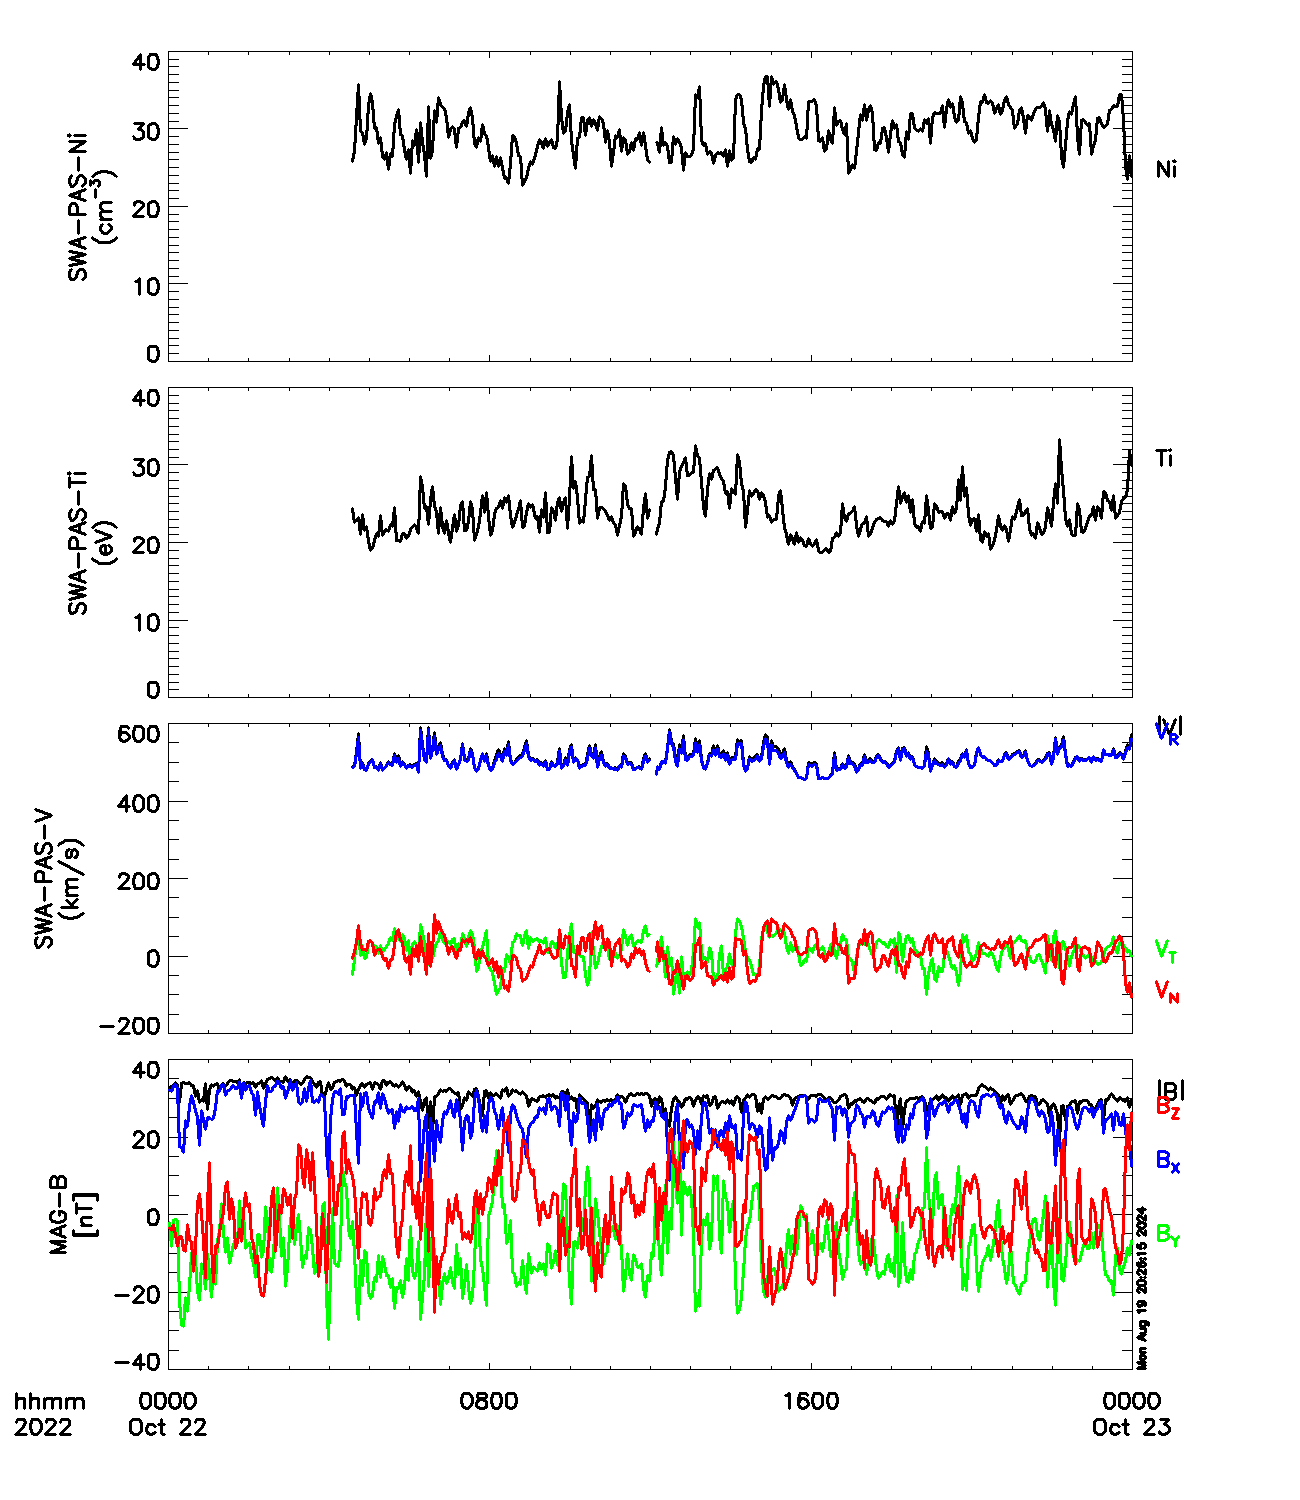 40
30
20
10
0
SWA-PAS-Ni
(cm-3)
Ni
40
30
20
10
0
SWA-PAS-Ti
(eV)
Ti
600
400
200
0
-200
SWA-PAS-V
(km/s)
|V|
VR
VT
VN
40
20
0
-20
-40
MAG-B
[nT]
|B|
BZ
BX
BY
Mon Aug 19 20:26:15 2024
hhmm 0000 0800 1600 0000
2022 Oct 22 Oct 23